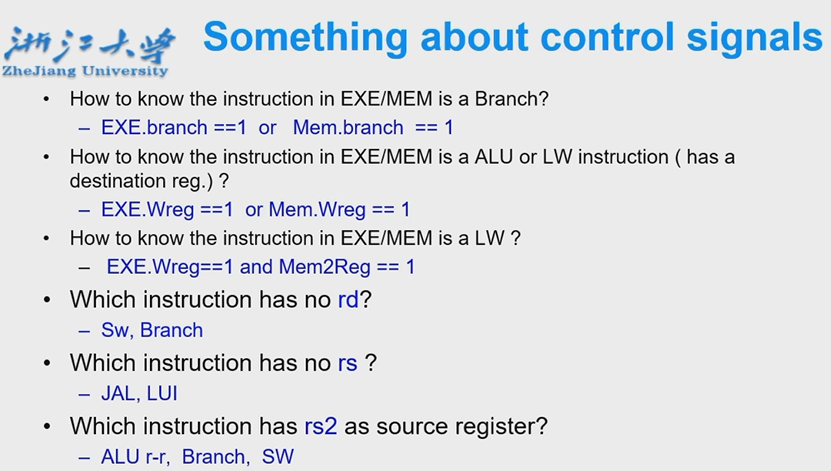 浙江大学
ZheJiang University
Something about control signals
• How to know the instruction in EXE/MEM is a Branch?
– EXE.branch ==1 or Mem.branch == 1
• How to know the instruction in EXE/MEM is a ALU or LW instruction ( has a
destination reg.) ?
– EXE.Wreg ==1 or Mem.Wreg == 1
• How to know the instruction in EXE/MEM is a LW ?
– EXE.Wreg==1 and Mem2Reg == 1
• Which instruction has no rd?
– Sw, Branch
• Which instruction has no rs ?
– JAL, LUI
• Which instruction has rs2 as source register?
– ALU r-r, Branch, SW